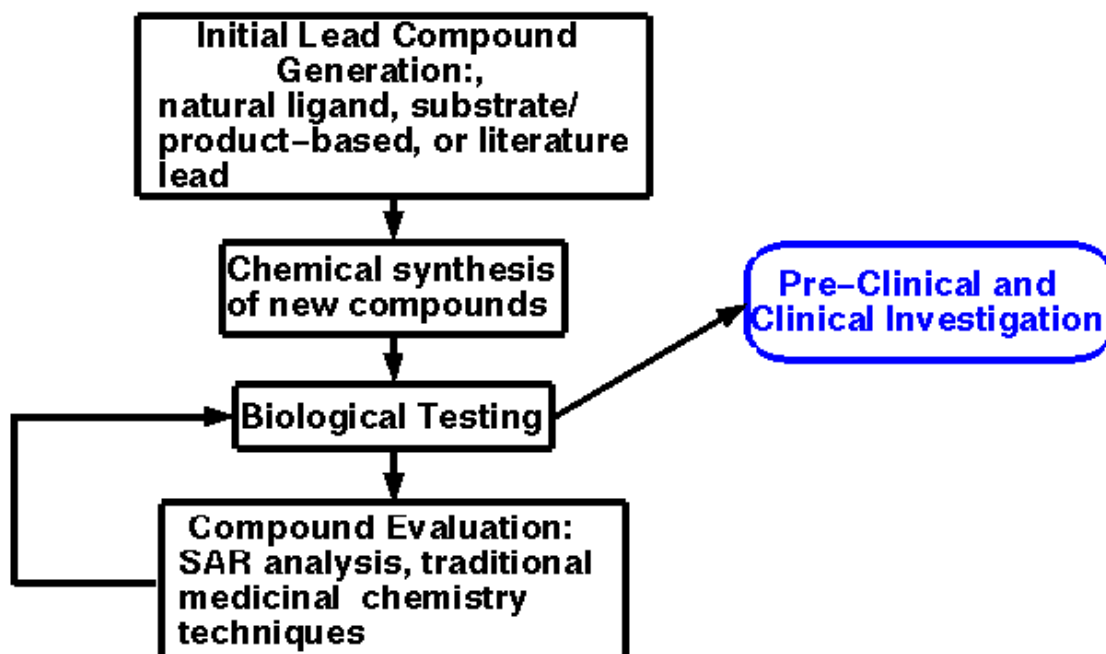 Initial Lead Compound
Generation:,
natural ligand, substrate/
product-based, or literature
lead
Chemical synthesis
of new compounds
Pre-Clinical and
Clinical Investigation
Biological Testing
Compound Evaluation:
SAR analysis, traditional
medicinal chemistry
techniques